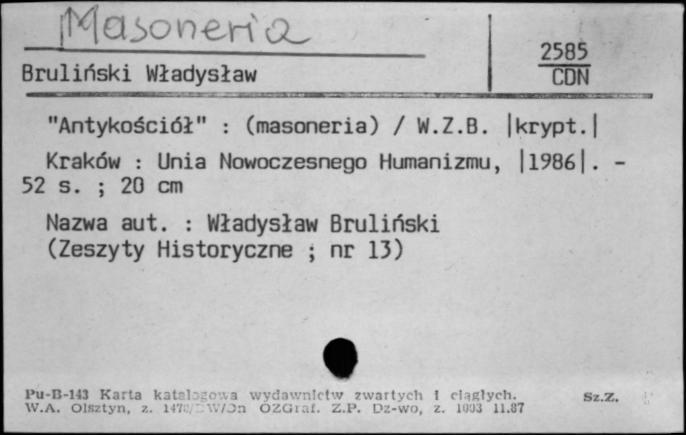 Masoneria
Bruliński Władysław
2585
CDN
"Antykościół" : (masoneria) / W.Z.B. |krypt.|
Kraków : Unia Nowoczesnego Humanizmu, |1986|. -
52 s. ; 20 cm
Nazwa aut. : Władysław Bruliński
(Zeszyty Historyczne ; nr 13)
Pu-B-143 Karta katalogowa wydawnictw zwartych i ciągłych. Sz.Z.
W.A. Olsztyn, z. OZGraf. Z.P. Dz-wo, z. 1003 11.87